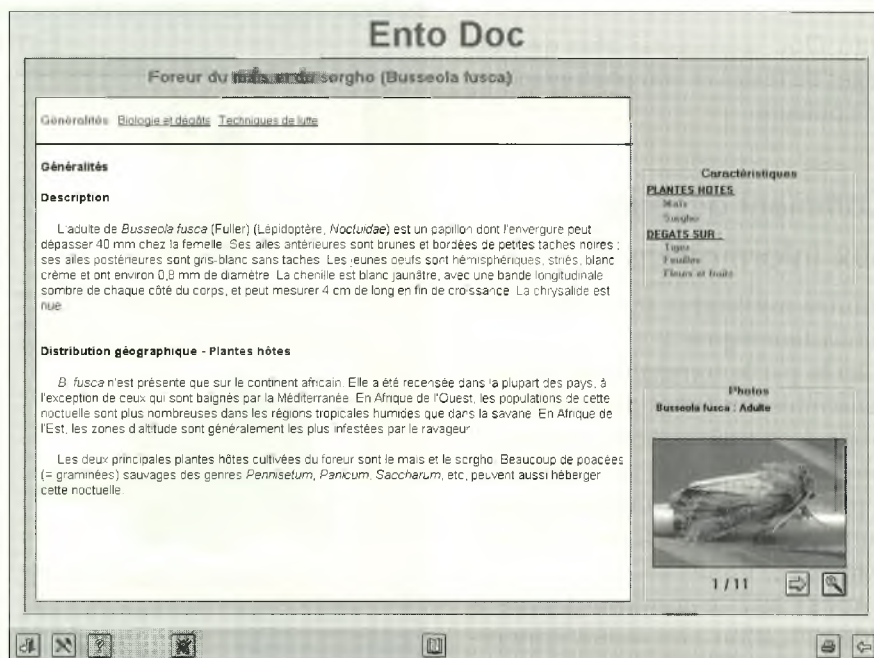 Ento Doc
Foreur du maïs et du sorgho (Busseola fusca)
Généralités Biologie et dégâts Techniques de lutte
Généralités
Description
L'adulte de Busseola fusca (Fuller) (Lépidoptère, Noctuidae) est un papillon dont l'envergure peut
dépasser 40 mm chez la femelle. Ses ailes antérieures sont brunes et bordées de petites taches noires ;
ses ailes postérieures sont gris-blanc sans taches. Les jeunes oeufs sont hémisphériques, striés, blanc
crème et ont environ 0,8 mm de diamètre. La chenille est blanc jaunâtre, avec une bande longitudinale
sombre de chaque côté du corps, et peut mesurer 4 cm de long en fin de croissance. La chrysalide est
nue.
Distribution géographique - Plantes hôtes
B. fusca n'est présente que sur le continent africain. Elle a été recensée dans la plupart des pays, à
l'exception de ceux qui sont baignés par la Méditerranée. En Afrique de l'Ouest, les populations de cette
noctuelle sont plus nombreuses dans les régions tropicales humides que dans la savane. En Afrique de
l'Est, les zones d'altitude sont généralement les plus infestées par le ravageur.
Les deux principales plantes hôtes cultivées du foreur sont le mais et le sorgho. Beaucoup de poacées
(= graminées) sauvages des genres Pennisetum, Panicum, Saccharum, etc, peuvent aussi héberger
cette noctuelle.
Caractéristiques
PLANTES HOTES
Maïs
Sorgho
DEGATS SUR :
Tiges
Feuilles
Fleurs et fruits
Photos
Busseola fusca : Adulte
1 / 11